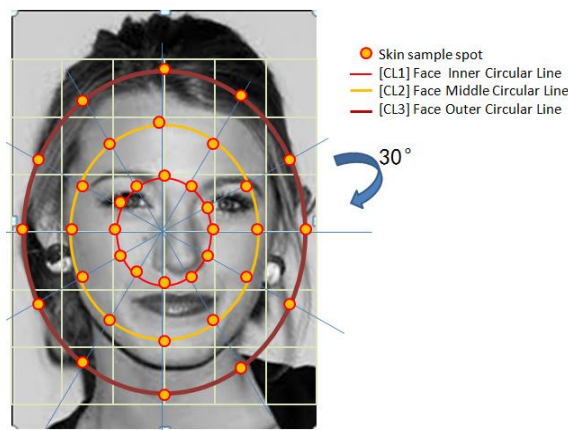 Skin sample spot
[CL1] Face Inner Circular Line
[CL2] Face Middle Circular Line
[CL3] Face Outer Circular Line
30°